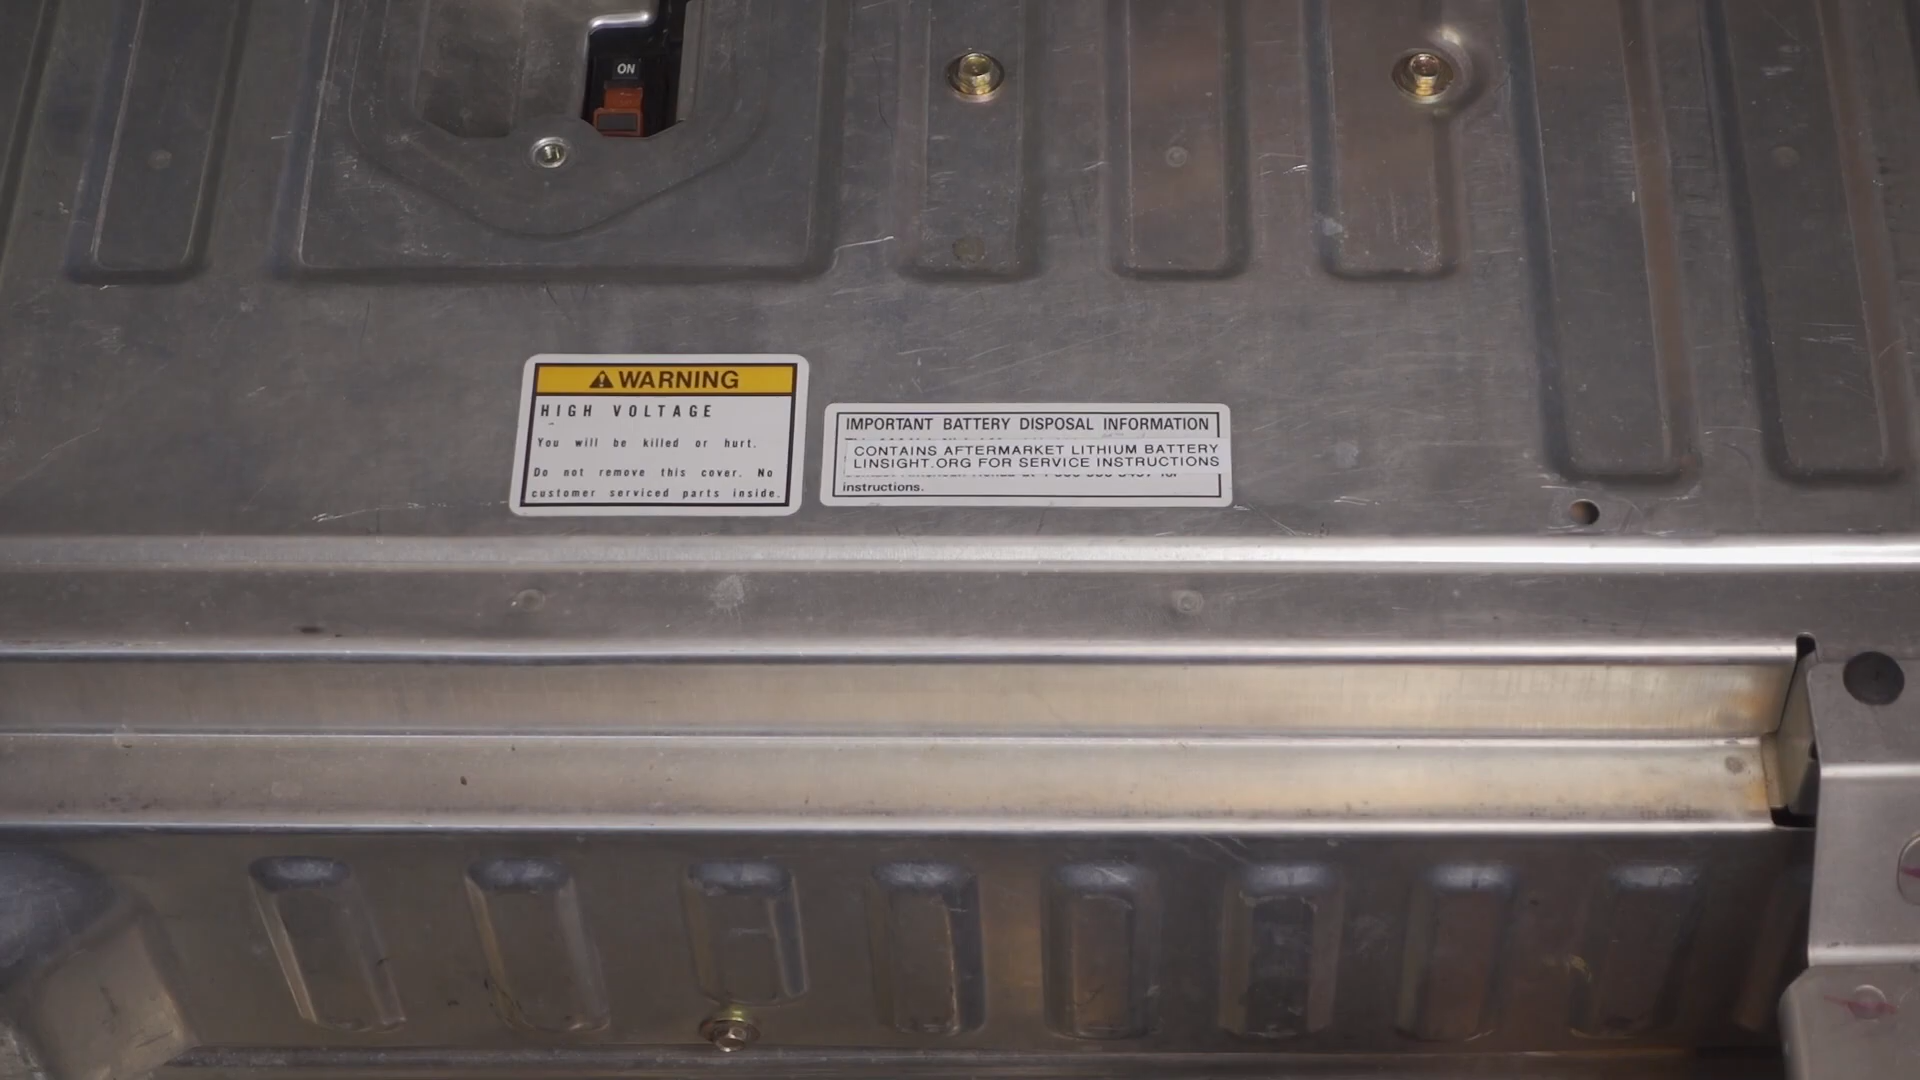 ON
WARNING
HIGH VOLTAGE
You will be killed or hurt.
Do not remove this cover. No
customer serviced parts inside.
IMPORTANT BATTERY DISPOSAL INFORMATION
CONTAINS AFTERMARKET LITHIUM BATTERY
LINSIGHT.ORG FOR SERVICE INSTRUCTIONS
instructions.